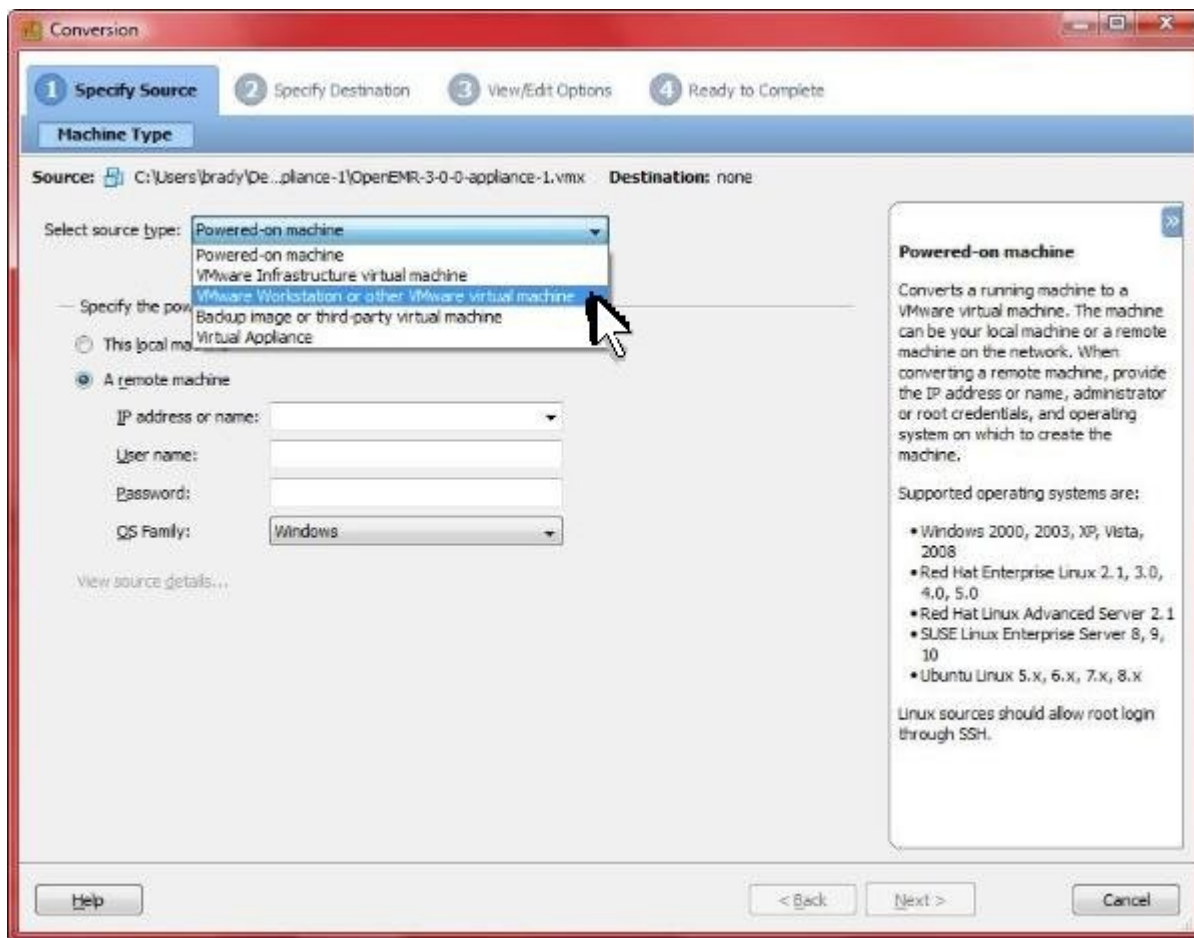 Conversion
1 Specify Source 2 Specify Destination 3 View/Edit Options 4 Ready to Complete
Machine Type
Source: C:\Users\brady\De...pliance-1\OpenEMR-3-0-0-appliance-1.vmx Destination: none
Select source type: Powered-on machine
Powered-on machine
VMware Infrastructure virtual machine
VMware Workstation or other VMware virtual machine
Backup image or third-party virtual machine
Virtual Appliance
Specify the pow
This local ma
A remote machine
IP address or name:
User name:
Password:
OS Family: Windows
View source details...
»
Powered-on machine
Converts a running machine to a
VMware virtual machine. The machine
can be your local machine or a remote
machine on the network. When
converting a remote machine, provide
the IP address or name, administrator
or root credentials, and operating
system on which to create the
machine.
Supported operating systems are:
• Windows 2000, 2003, XP, Vista,
2008
• Red Hat Enterprise Linux 2.1, 3.0,
4.0, 5.0
• Red Hat Linux Advanced Server 2.1
• SUSE Linux Enterprise Server 8, 9,
10
• Ubuntu Linux 5.x, 6.x, 7.x, 8.x
Linux sources should allow root login
through SSH.
Help < Back Next > Cancel